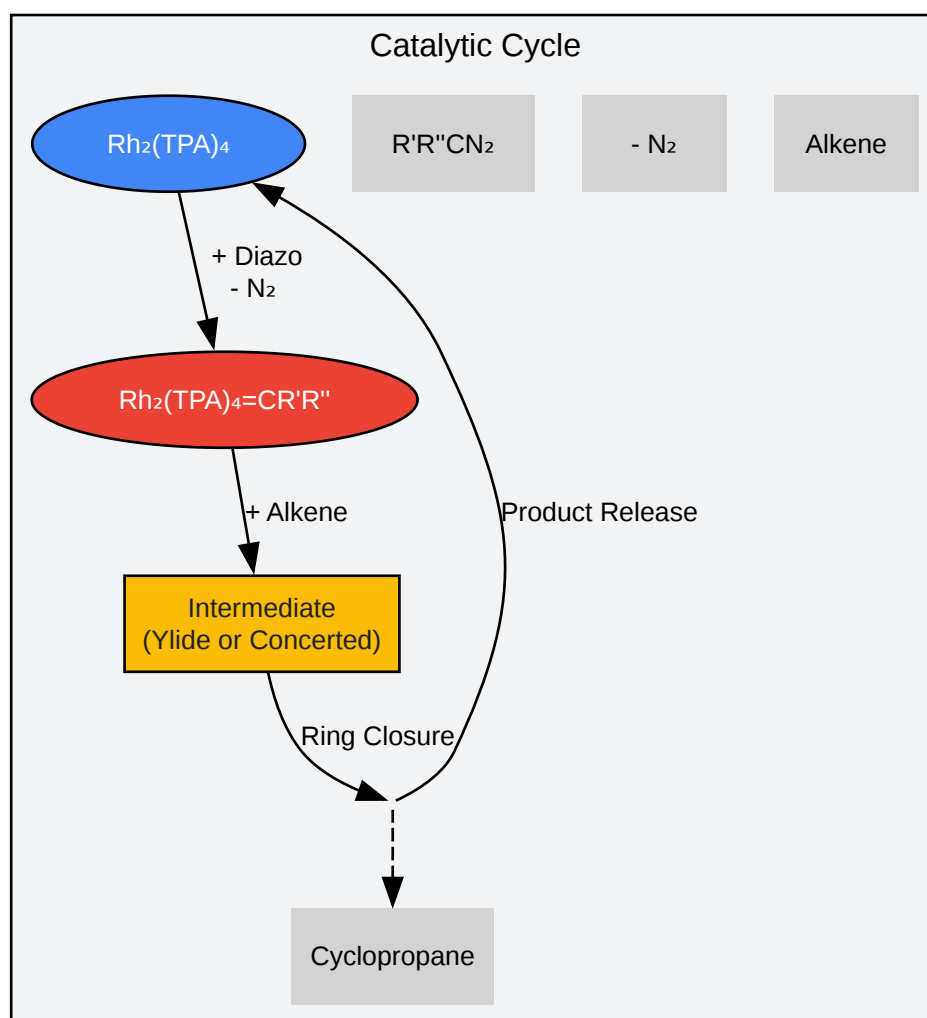 Catalytic Cycle
Rh₂(TPA)₄
R'R''CN₂
- N₂
Alkene
+ Diazo
- N₂
Rh₂(TPA)₄=CR'R''
+ Alkene
Product Release
Intermediate
(Ylide or Concerted)
Ring Closure
Cyclopropane